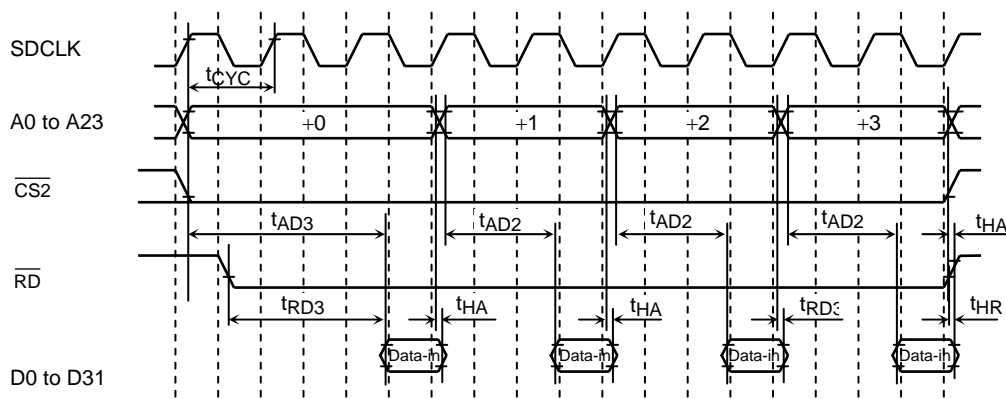 SDCLK
tCYC
A0 to A23
+0
+1
+2
+3
CS2
tAD3
tAD2
tAD2
tAD2
tHA
RD
tRD3
tHA
tHA
tRD3
tHR
Data-in
Data-in
Data-in
Data-in
D0 to D31